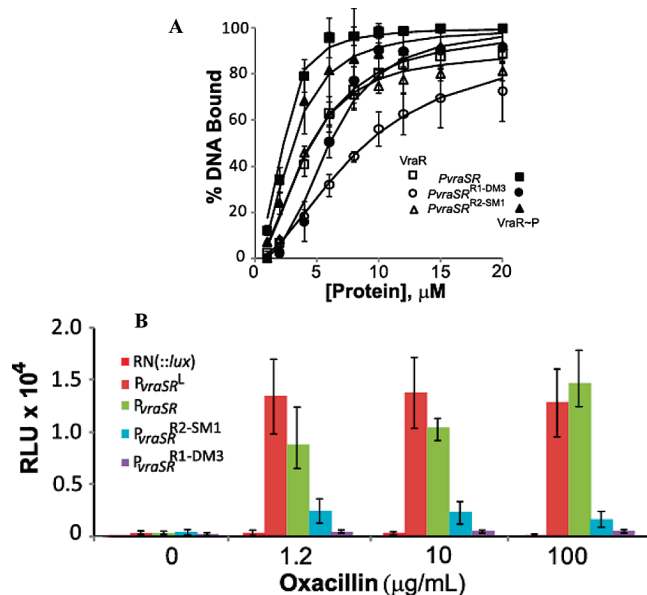 A
% DNA Bound
100
80
60
40
20
0
VraR
PvraSR
PvraSR^R1-DM3
PvraSR^R2-SM1
VraR~P
0 5 10 15 20
[Protein], μM
B
RLU x 10^4
2.0
1.5
1.0
0.5
0
RN(::lux)
PvraSR^L
PvraSR
PvraSR^R2-SM1
PvraSR^R1-DM3
0 1.2 10 100
Oxacillin (μg/mL)